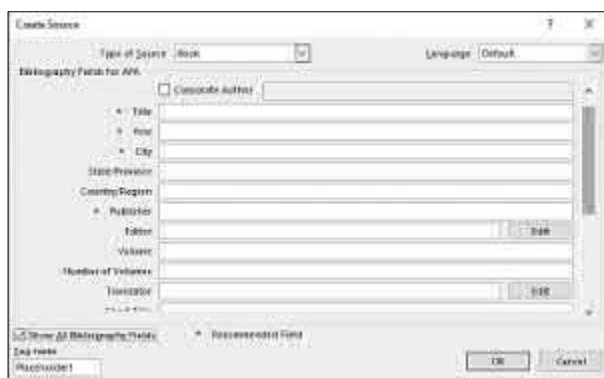 Create Source ? X
Type of Source Book Language Default
Bibliography Fields for APA
Corporate Author
* Title
* Year
* City
State/Province
Country/Region
* Publisher
Editor Edit
Volume
Number of Volumes
Translator Edit
Show All Bibliography Fields * Recommended Field
Tag name
Placeholder1 OK Cancel